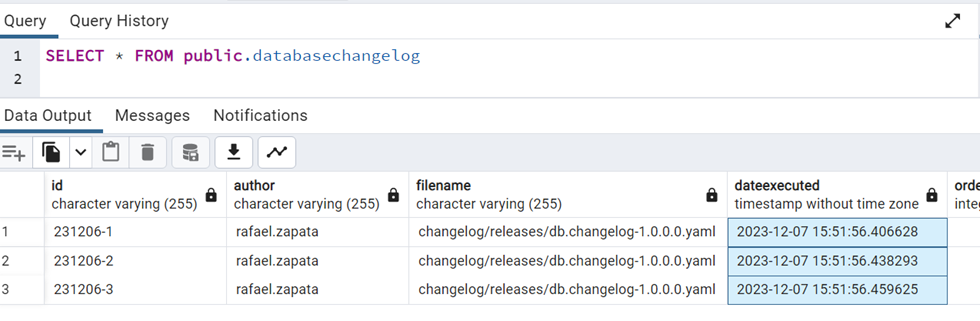 Query Query History
1 SELECT * FROM public.databasechangelog
2
Data Output Messages Notifications
id author filename dateexecuted orde
character varying (255) character varying (255) character varying (255) timestamp without time zone intege
1 231206-1 rafael.zapata changelog/releases/db.changelog-1.0.0.0.yaml 2023-12-07 15:51:56.406628
2 231206-2 rafael.zapata changelog/releases/db.changelog-1.0.0.0.yaml 2023-12-07 15:51:56.438293
3 231206-3 rafael.zapata changelog/releases/db.changelog-1.0.0.0.yaml 2023-12-07 15:51:56.459625